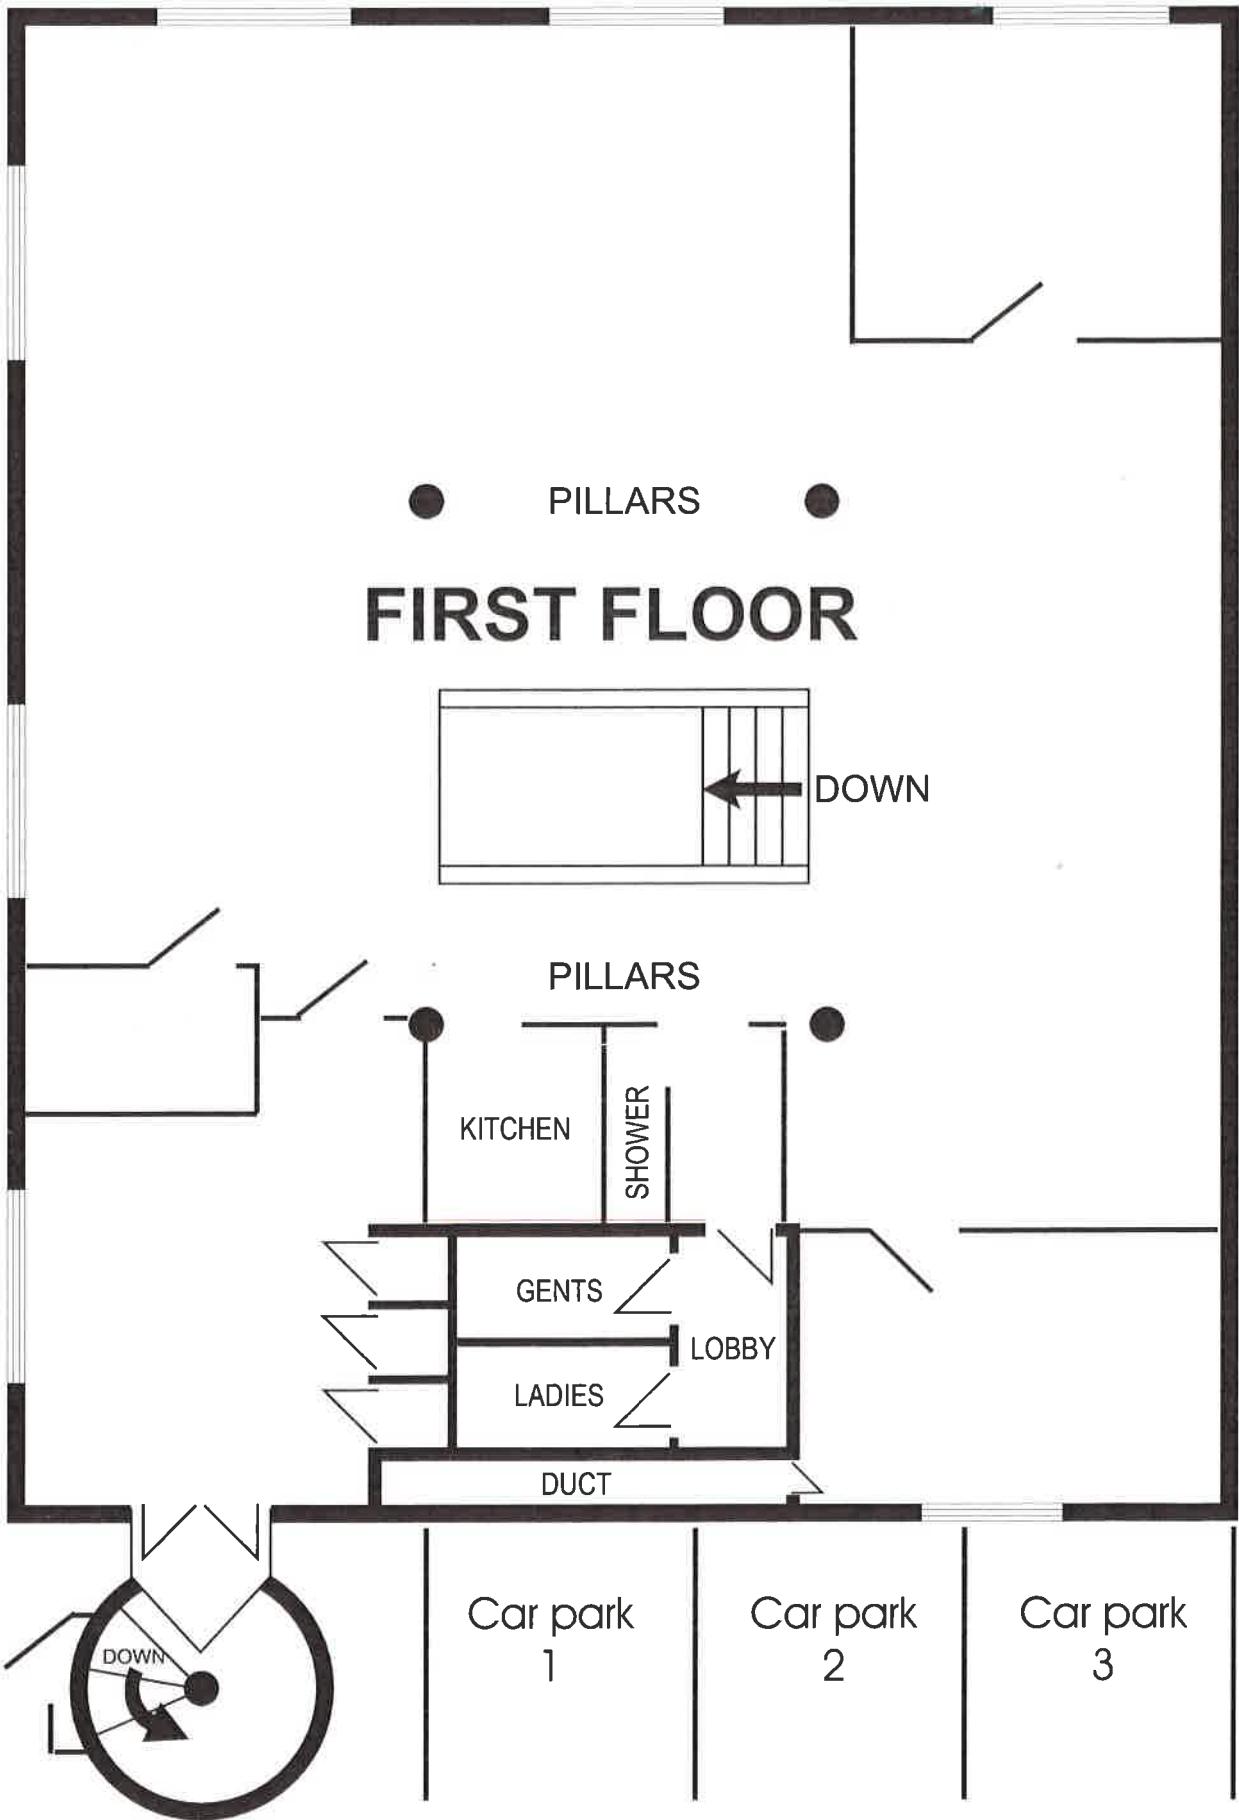 PILLARS
FIRST FLOOR
DOWN
PILLARS
KITCHEN
SHOWER
GENTS
LOBBY
LADIES
DUCT
Car park
1
Car park
2
Car park
3
DOWN